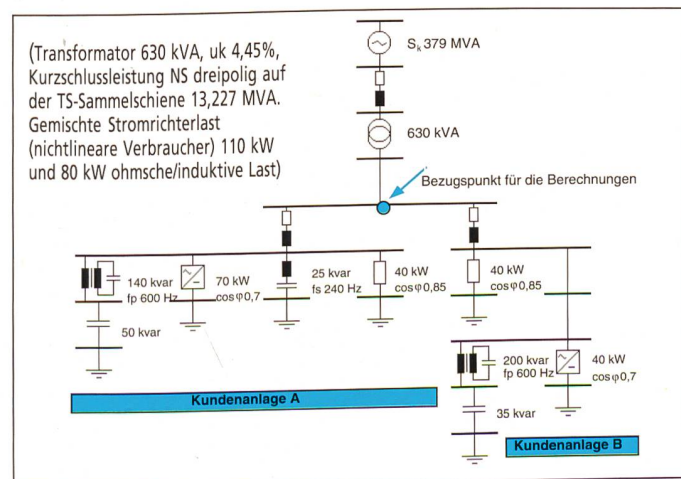 (Transformator 630 kVA, uk 4,45%,
Kurzschlussleistung NS dreipolig auf
der TS-Sammelschiene 13,227 MVA.
Gemischte Stromrichterlast
(nichtlineare Verbraucher) 110 kW
und 80 kW ohmsche/induktive Last)
Sk 379 MVA
630 kVA
Bezugspunkt für die Berechnungen
140 kvar
fp 600 Hz
70 kW
cosφ0,7
25 kvar
fs 240 Hz
40 kW
cosφ0,85
40 kW
cosφ0,85
50 kvar
200 kvar
fp 600 Hz
40 kW
cosφ0,7
35 kvar
Kundenanlage A
Kundenanlage B